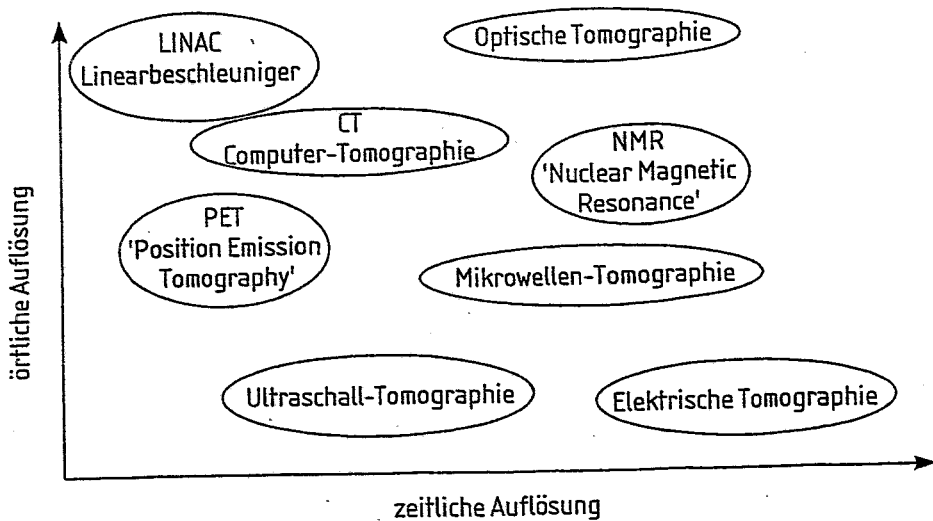 LINAC
Linearbeschleuniger
Optische Tomographie
CT
Computer-Tomographie
NMR
'Nuclear Magnetic
Resonance'
PET
'Position Emission
Tomography'
Mikrowellen-Tomographie
Ultraschall-Tomographie
Elektrische Tomographie
örtliche Auflösung
zeitliche Auflösung